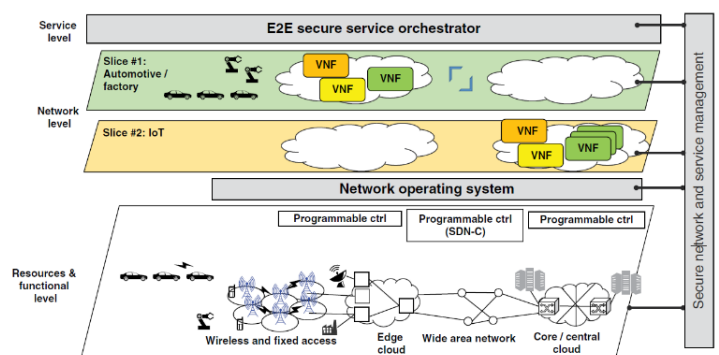 Service
level
E2E secure service orchestrator
Slice #1:
Automotive /
factory
VNF
VNF
VNF
Network
level
Slice #2: IoT
VNF
VNF
VNF
Network operating system
Programmable ctrl
Programmable ctrl
(SDN-C)
Programmable ctrl
Resources &
functional
level
Wireless and fixed access
Edge
cloud
Wide area network
Core / central
cloud
Secure network and service management